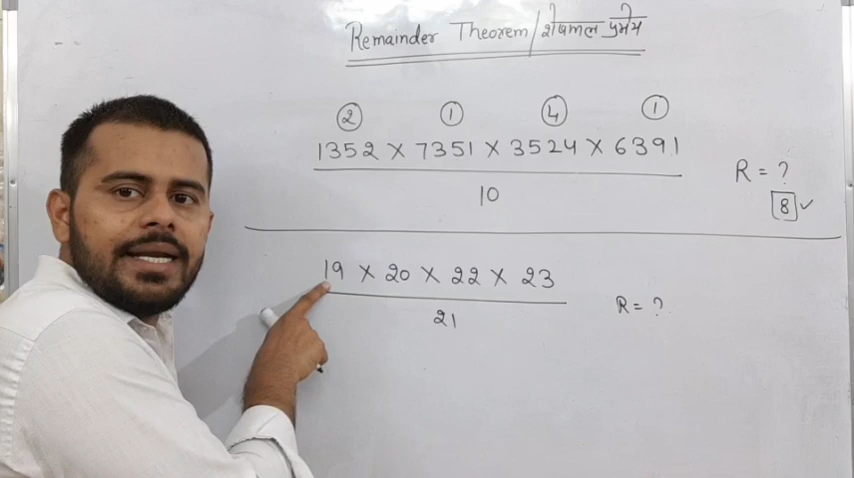 Remainder Theorem/शेषफल प्रमेय
2 1 4 1
1352 X 7351 X 3524 X 6391
10
R = ?
8 ✓
19 X 20 X 22 X 23
21
R = ?